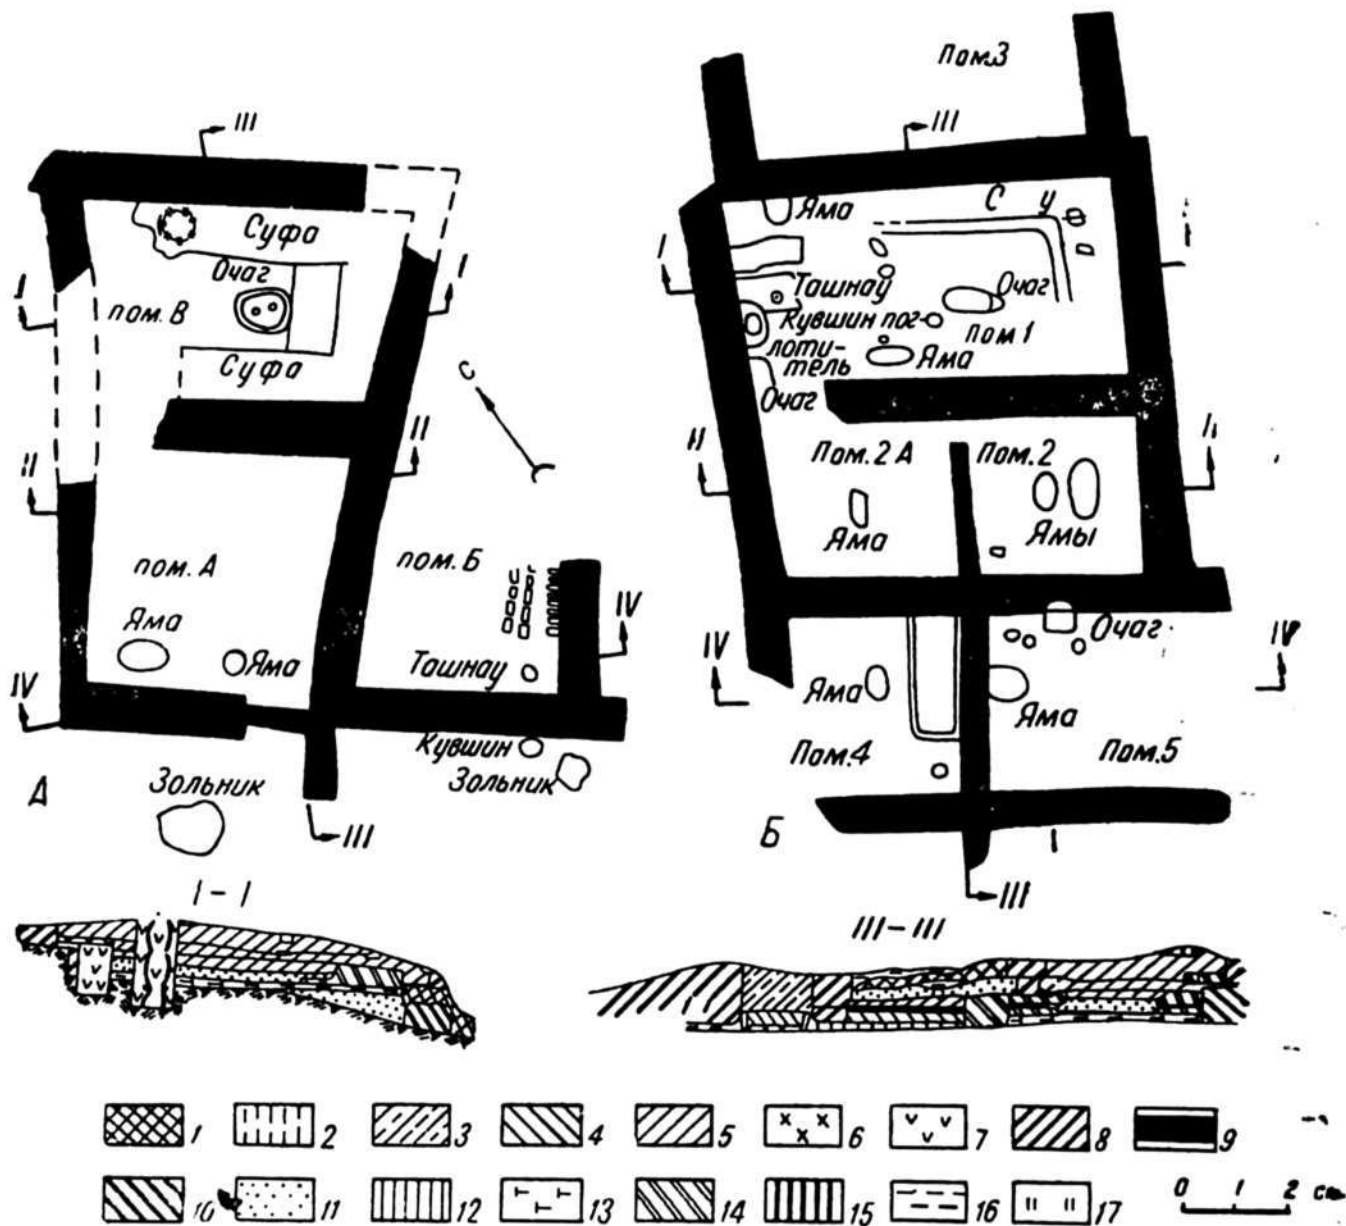 Пом.3
III
III
Суфа
Очаг
I
I
пом. В
Суфа
С
II
II
пом. А
пом. Б
Яма
Яма
IV
IV
Ташнау
Кувшин
Зольник
Зольник
А
III
Яма
С у
I
Ташнау
Очаг
Кувшин пог-
лоти-
тель
пом 1
Яма
Очаг
II
II
Пом. 2 А
Пом. 2
Яма
Ямы
IV
IV
Очаг
Яма
Яма
Пом.4
Пом.5
Б
III
I – I
III – III
1 2 3 4 5 6 7 8 9
10 11 12 13 14 15 16 17
0 1 2